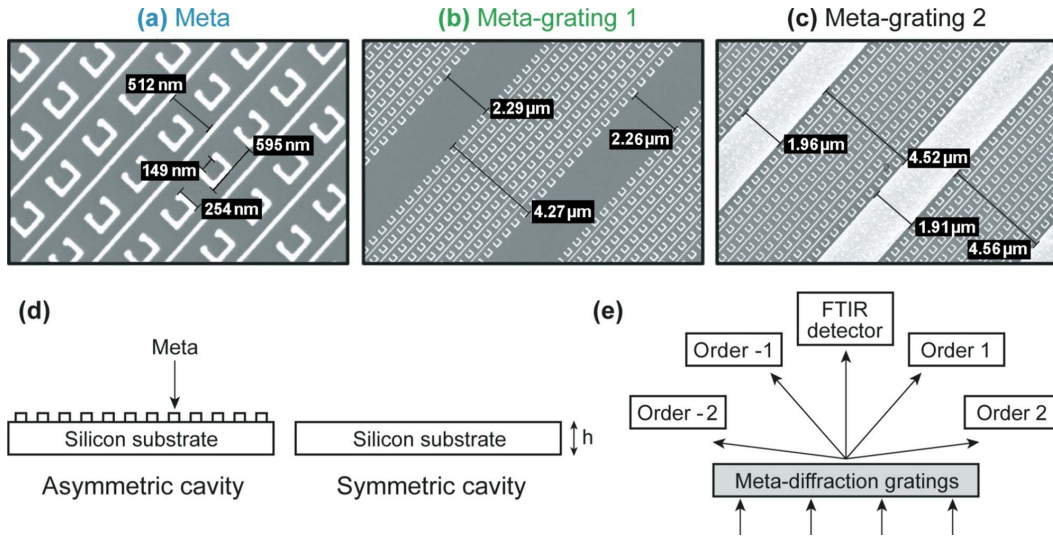 (a) Meta
(b) Meta-grating 1
(c) Meta-grating 2
512 nm
595 nm
149 nm
254 nm
2.29 µm
2.26 µm
4.27 µm
1.96 µm
4.52 µm
1.91 µm
4.56 µm
(d)
Meta
Silicon substrate
Asymmetric cavity
Silicon substrate
h
Symmetric cavity
(e)
FTIR
detector
Order -1
Order 1
Order -2
Order 2
Meta-diffraction gratings